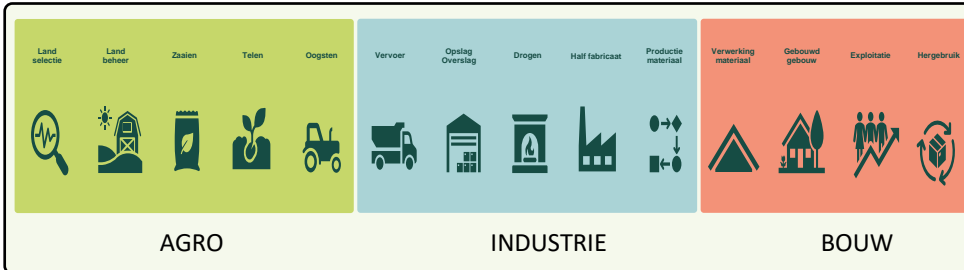 Land
selectie
Land
beheer
Zaaien
Telen
Oogsten
Vervoer
Opslag
Overslag
Drogen
Half fabricaat
Productie
materiaal
Verwerking
materiaal
Gebouwd
gebouw
Exploitatie
Hergebruik
AGRO
INDUSTRIE
BOUW